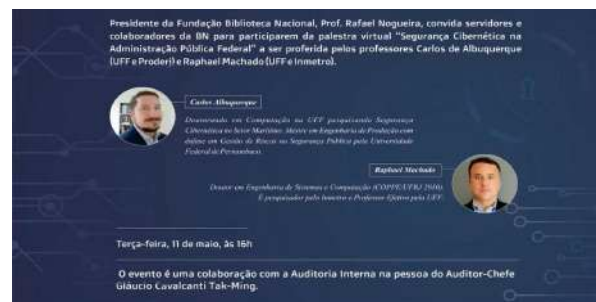 Presidente da Fundação Biblioteca Nacional, Prof. Rafael Nogueira, convida servidores e
colaboradores da BN para participarem da palestra virtual "Segurança Cibernética na
Administração Pública Federal" a ser proferida pelos professores Carlos de Albuquerque
(UFF e Proderj) e Raphael Machado (UFF e Inmetro).
Carlos Albuquerque
Doutorando em Computação na UFF pesquisando Segurança
Cibernética no Setor Marítimo. Mestre em Engenharia de Produção com
ênfase em Gestão de Riscos na Segurança Pública pela Universidade
Federal de Pernambuco.
Raphael Machado
Doutor em Engenharia de Sistemas e Computação (COPPE/UFRJ 2010).
É pesquisador pelo Inmetro e Professor Efetivo pela UFF.
Terça-feira, 11 de maio, às 16h
O evento é uma colaboração com a Auditoria Interna na pessoa do Auditor-Chefe
Gláucio Cavalcanti Tak-Ming.